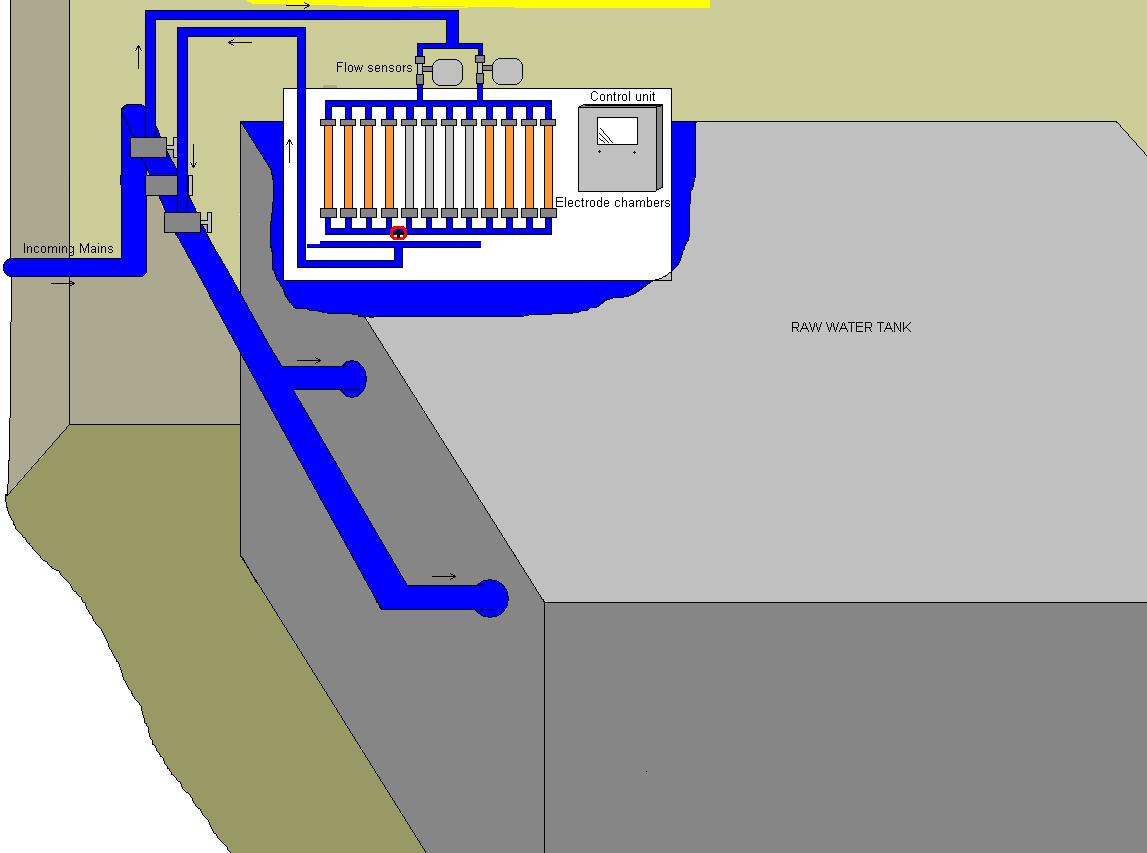 Flow sensors
Control unit
Electrode chambers
Incoming Mains
RAW WATER TANK